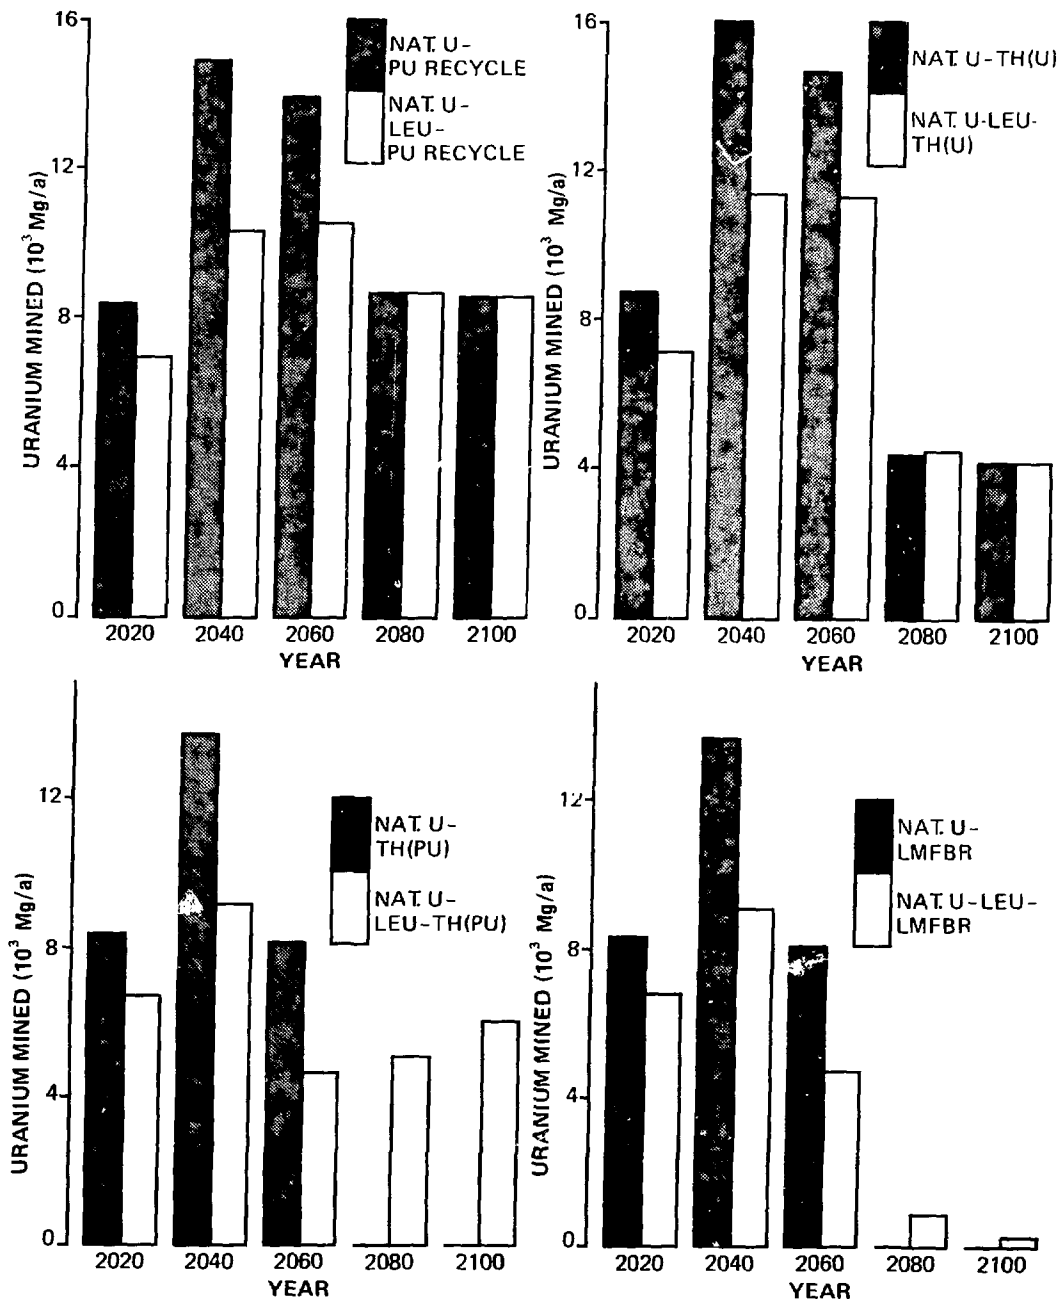 16
12
8
4
0
URANIUM MINED (10³ Mg/a)
NAT. U-
PU RECYCLE
NAT. U-
LEU-
PU RECYCLE
2020 2040 2060 2080 2100
YEAR
16
12
8
4
0
URANIUM MINED (10³ Mg/a)
NAT. U-TH(U)
NAT. U-LEU-
TH(U)
2020 2040 2060 2080 2100
YEAR
12
8
4
0
URANIUM MINED (10³ Mg/a)
NAT. U-
TH(PU)
NAT. U-
LEU-TH(PU)
2020 2040 2060 2080 2100
YEAR
12
8
4
0
URANIUM MINED (10³ Mg/a)
NAT. U-
LMFBR
NAT. U-LEU-
LMFBR
2020 2040 2060 2080 2100
YEAR